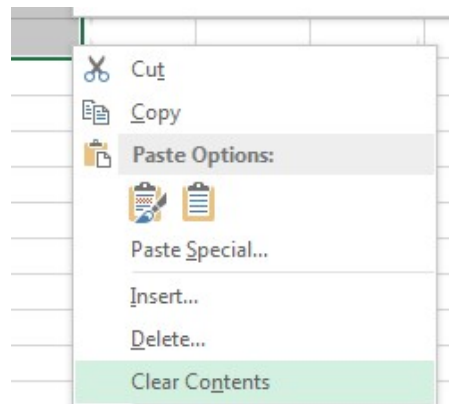 Cut
Copy
Paste Options:
Paste Special...
Insert...
Delete...
Clear Contents